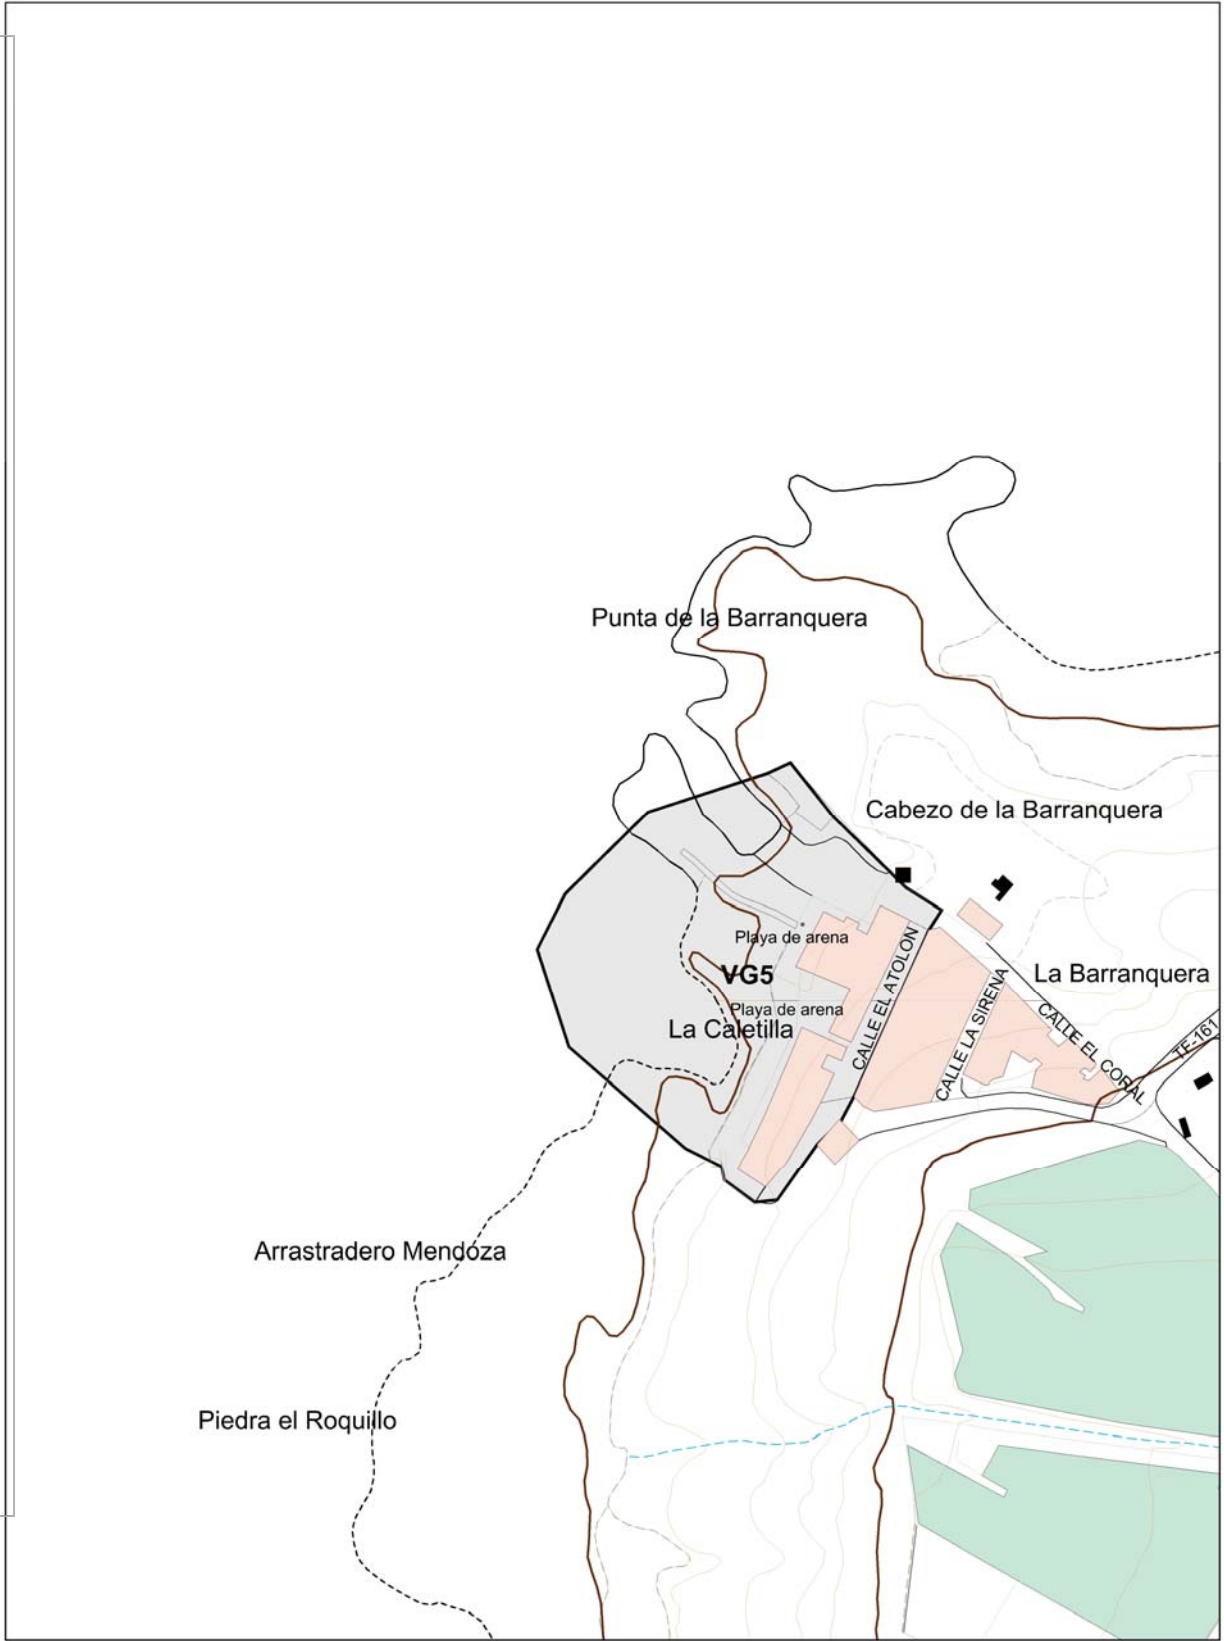 Punta de la Barranquera
Cabezo de la Barranquera
Playa de arena
VG5
La Barranquera
Playa de arena
La Caletilla
CALLE EL ATOLON
CALLE LA SIRENA
CALLE EL CORAL
TF-161
Arrastradero Mendoza
Piedra el Roquillo